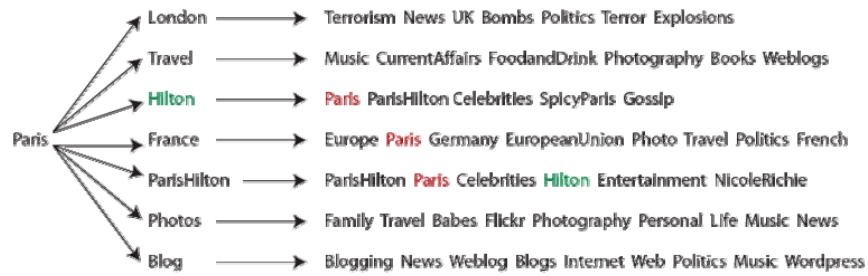 London Terrorism News UK Bombs Politics Terror Explosions
Travel Music CurrentAffairs FoodandDrink Photography Books Weblogs
Hilton Paris ParisHilton Celebrities SpicyParis Gossip
Paris France Europe Paris Germany EuropeanUnion Photo Travel Politics French
ParisHilton ParisHilton Paris Celebrities Hilton Entertainment NicoleRichie
Photos Family Travel Babes Flickr Photography Personal Life Music News
Blog Blogging News Weblog Blogs Internet Web Politics Music Wordpress